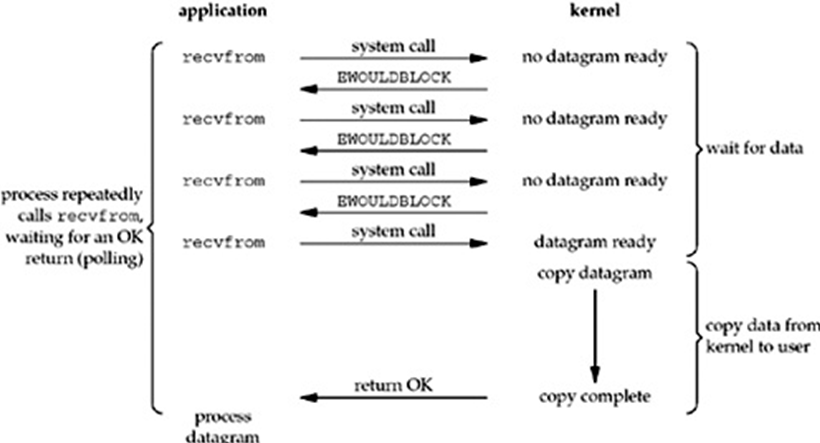 application
kernel
recvfrom
system call
no datagram ready
EWOULDBLOCK
recvfrom
system call
no datagram ready
EWOULDBLOCK
recvfrom
system call
no datagram ready
EWOULDBLOCK
recvfrom
system call
datagram ready
copy datagram
return OK
copy complete
process
datagram
process repeatedly
calls recvfrom,
waiting for an OK
return (polling)
wait for data
copy data from
kernel to user